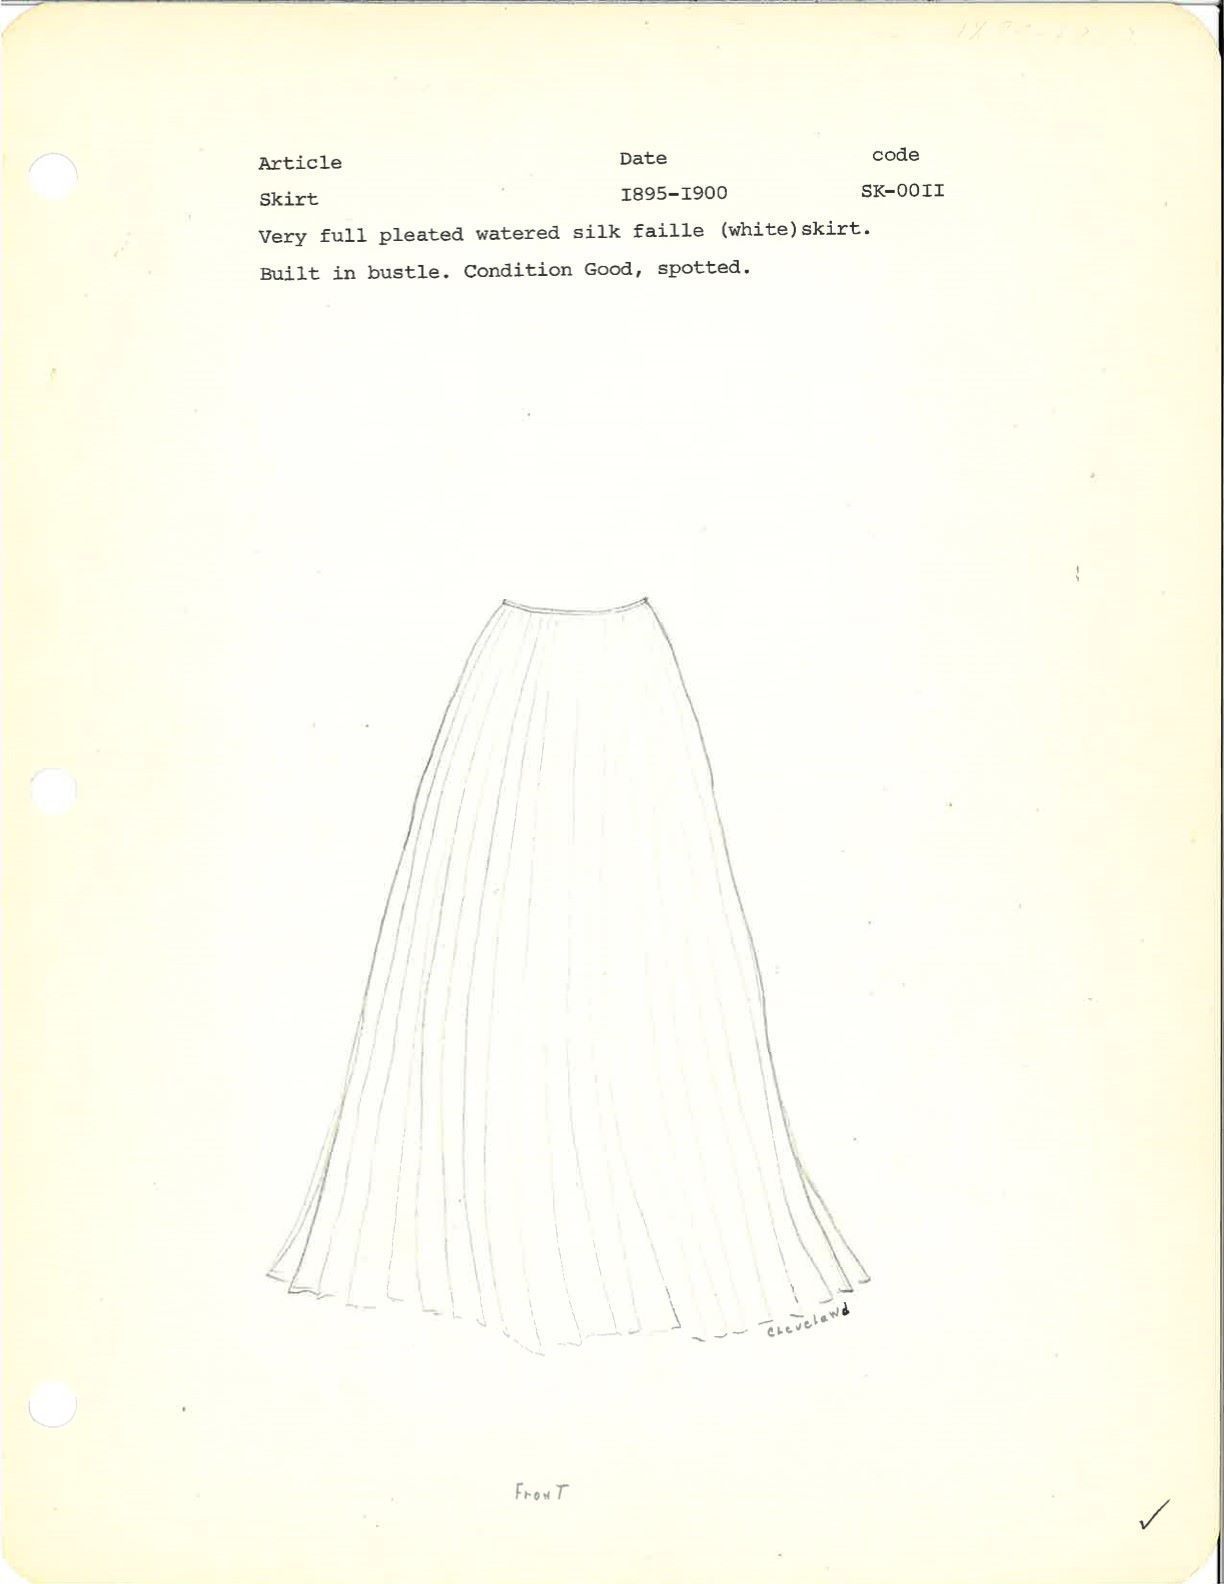 Article Date code
Skirt I895-I900 SK-00II
Very full pleated watered silk faille (white)skirt.
Built in bustle. Condition Good, spotted.
Cleveland
Front